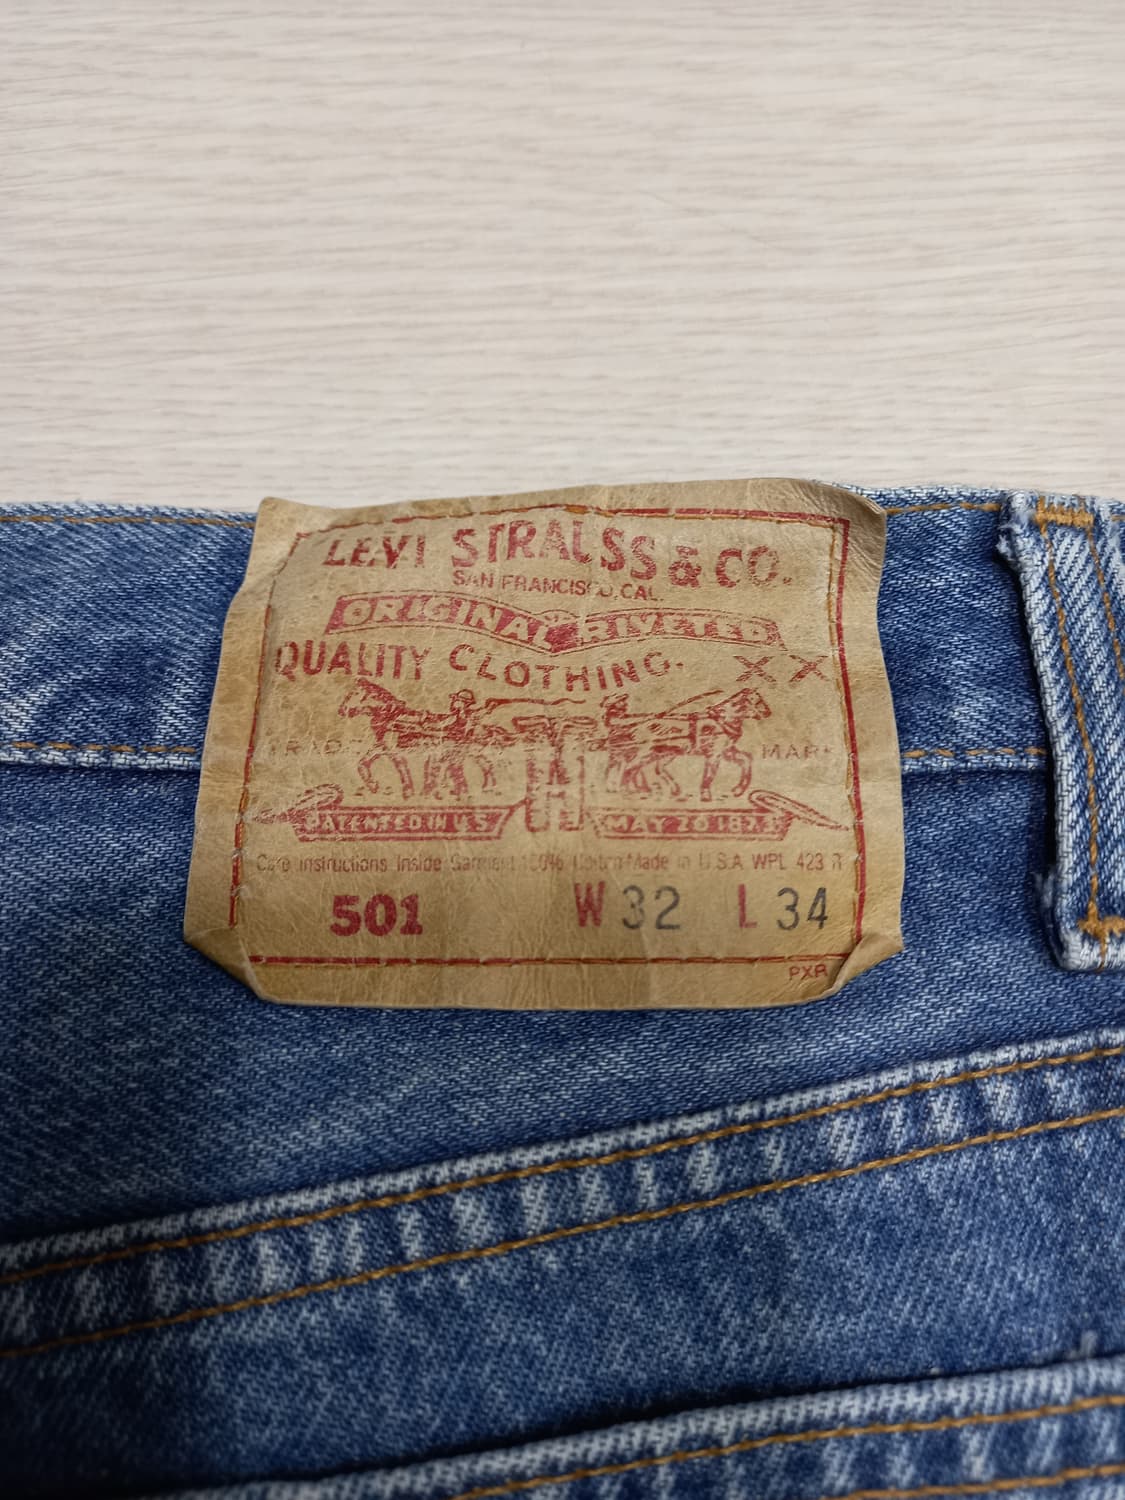 LEVI STRAUSS & CO.
SAN FRANCISCO, CAL.
ORIGINAL RIVETED
QUALITY CLOTHING. XX
TRADE MARK
PATENTED IN U.S. MAY 20 1873
Care Instructions Inside Garment 100% Cotton Made in U.S.A. WPL 423 R
501 W 32 L 34
PXR